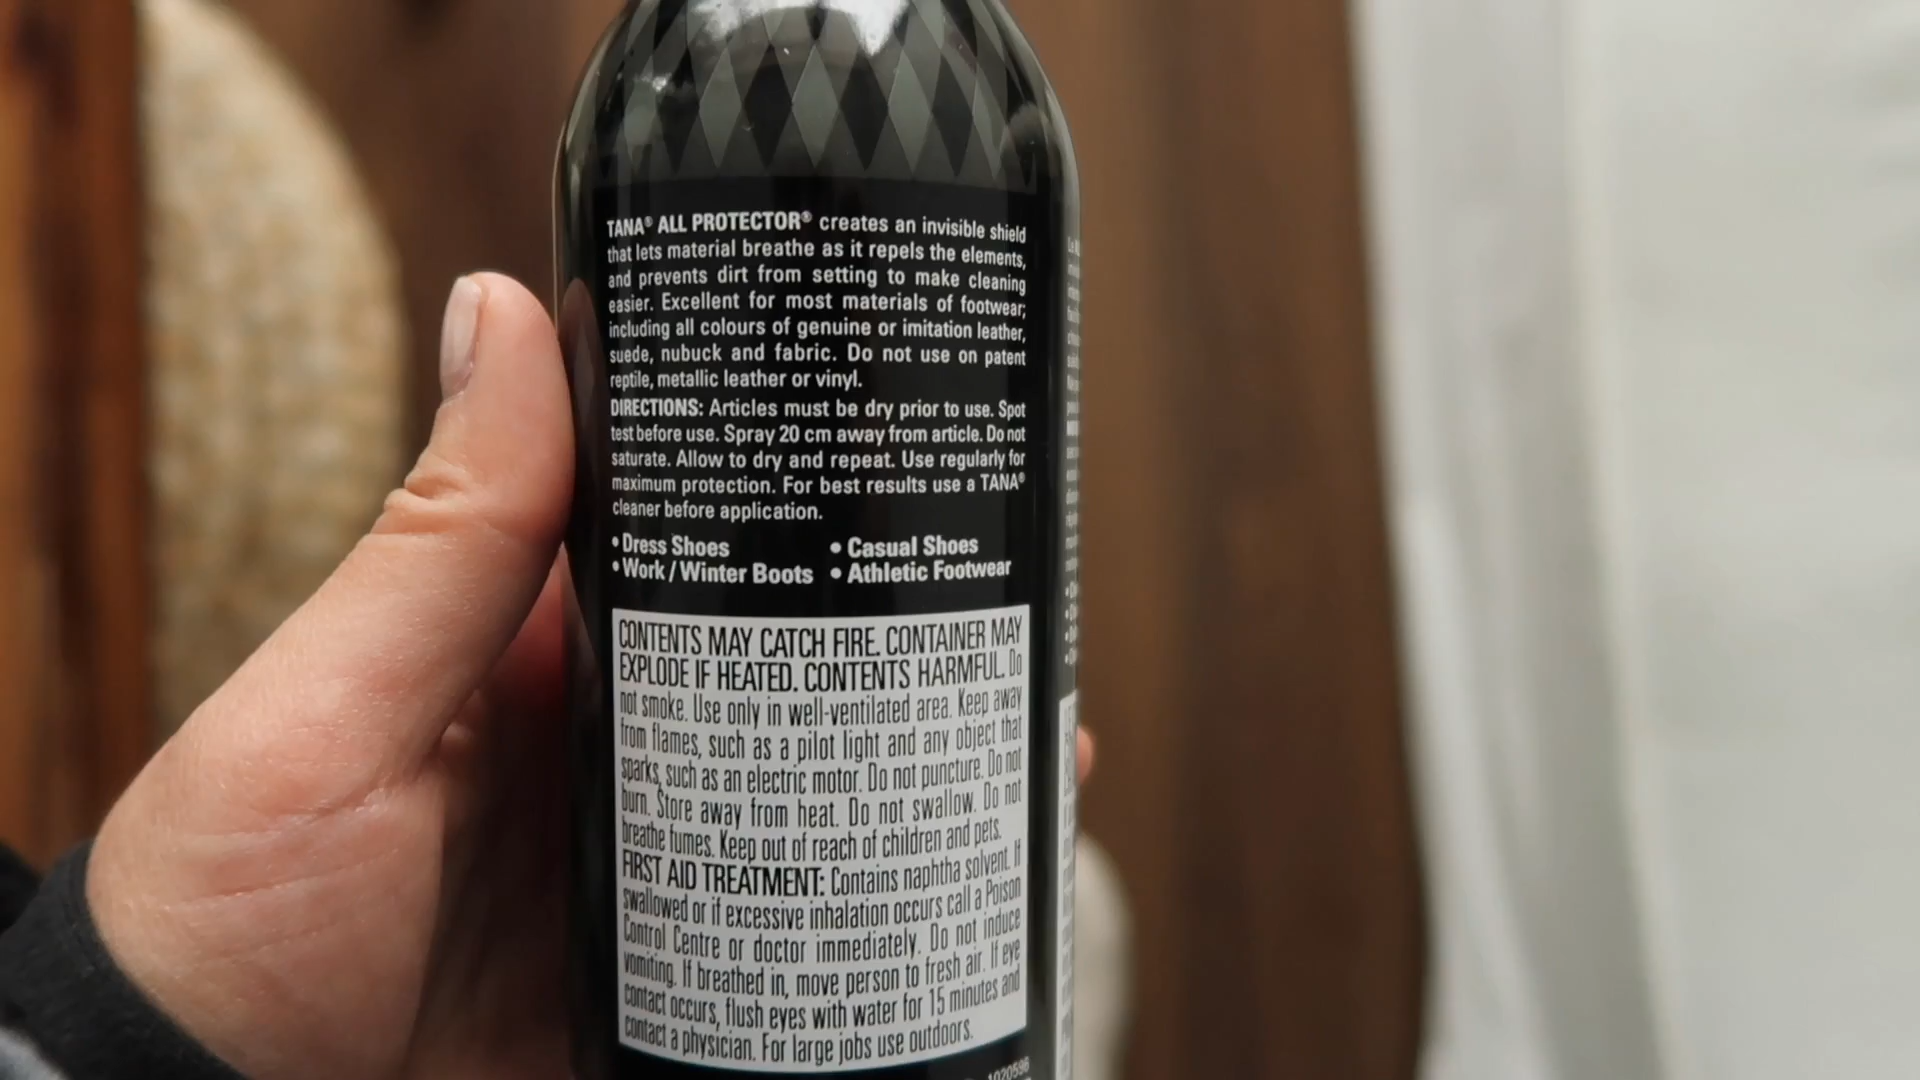 TANA® ALL PROTECTOR® creates an invisible shield
that lets material breathe as it repels the elements,
and prevents dirt from setting to make cleaning
easier. Excellent for most materials of footwear;
including all colours of genuine or imitation leather,
suede, nubuck and fabric. Do not use on patent
reptile, metallic leather or vinyl.
DIRECTIONS: Articles must be dry prior to use. Spot
test before use. Spray 20 cm away from article. Do not
saturate. Allow to dry and repeat. Use regularly for
maximum protection. For best results use a TANA®
cleaner before application.
• Dress Shoes • Casual Shoes
• Work / Winter Boots • Athletic Footwear
CONTENTS MAY CATCH FIRE. CONTAINER MAY
EXPLODE IF HEATED. CONTENTS HARMFUL. Do
not smoke. Use only in well-ventilated area. Keep away
from flames, such as a pilot light and any object that
sparks, such as an electric motor. Do not puncture. Do not
burn. Store away from heat. Do not swallow. Do not
breathe fumes. Keep out of reach of children and pets.
FIRST AID TREATMENT: Contains naphtha solvent. If
swallowed or if excessive inhalation occurs call a Poison
Control Centre or doctor immediately. Do not induce
vomiting. If breathed in, move person to fresh air. If eye
contact occurs, flush eyes with water for 15 minutes and
contact a physician. For large jobs use outdoors.
1020596